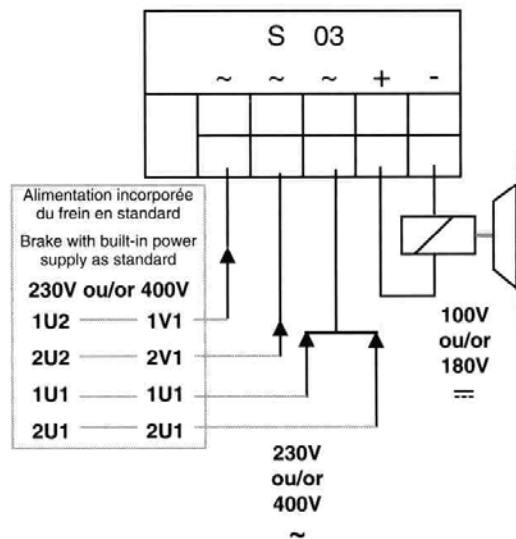 S 03
~ ~ ~ + -
Alimentation incorporée
du frein en standard
Brake with built-in power
supply as standard
230V ou/or 400V
1U2 1V1
2U2 2V1
1U1 1U1
2U1 2U1
100V
ou/or
180V
230V
ou/or
400V
~